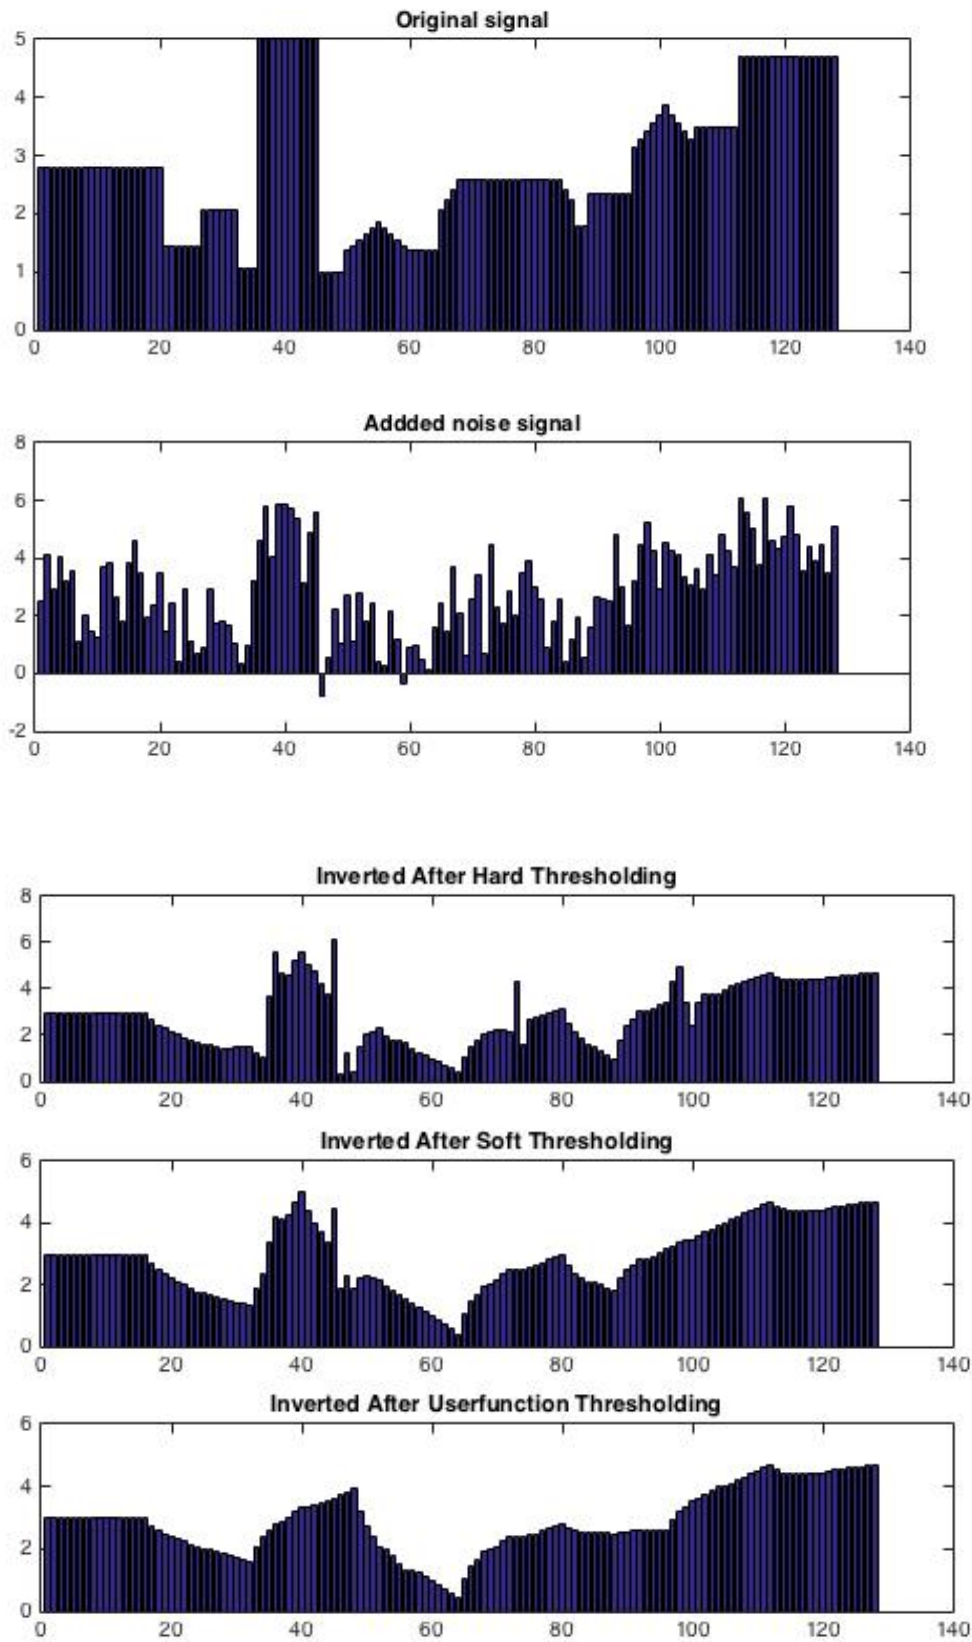 Original signal
5
4
3
2
1
0
0 20 40 60 80 100 120 140
Addded noise signal
8
6
4
2
0
-2
0 20 40 60 80 100 120 140
Inverted After Hard Thresholding
8
6
4
2
0
0 20 40 60 80 100 120 140
Inverted After Soft Thresholding
6
4
2
0
0 20 40 60 80 100 120 140
Inverted After Userfunction Thresholding
6
4
2
0
0 20 40 60 80 100 120 140